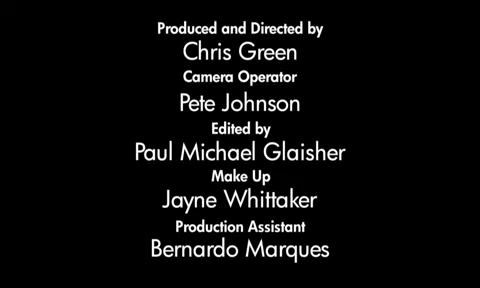 Produced and Directed by
Chris Green
Camera Operator
Pete Johnson
Edited by
Paul Michael Glaisher
Make Up
Jayne Whittaker
Production Assistant
Bernardo Marques